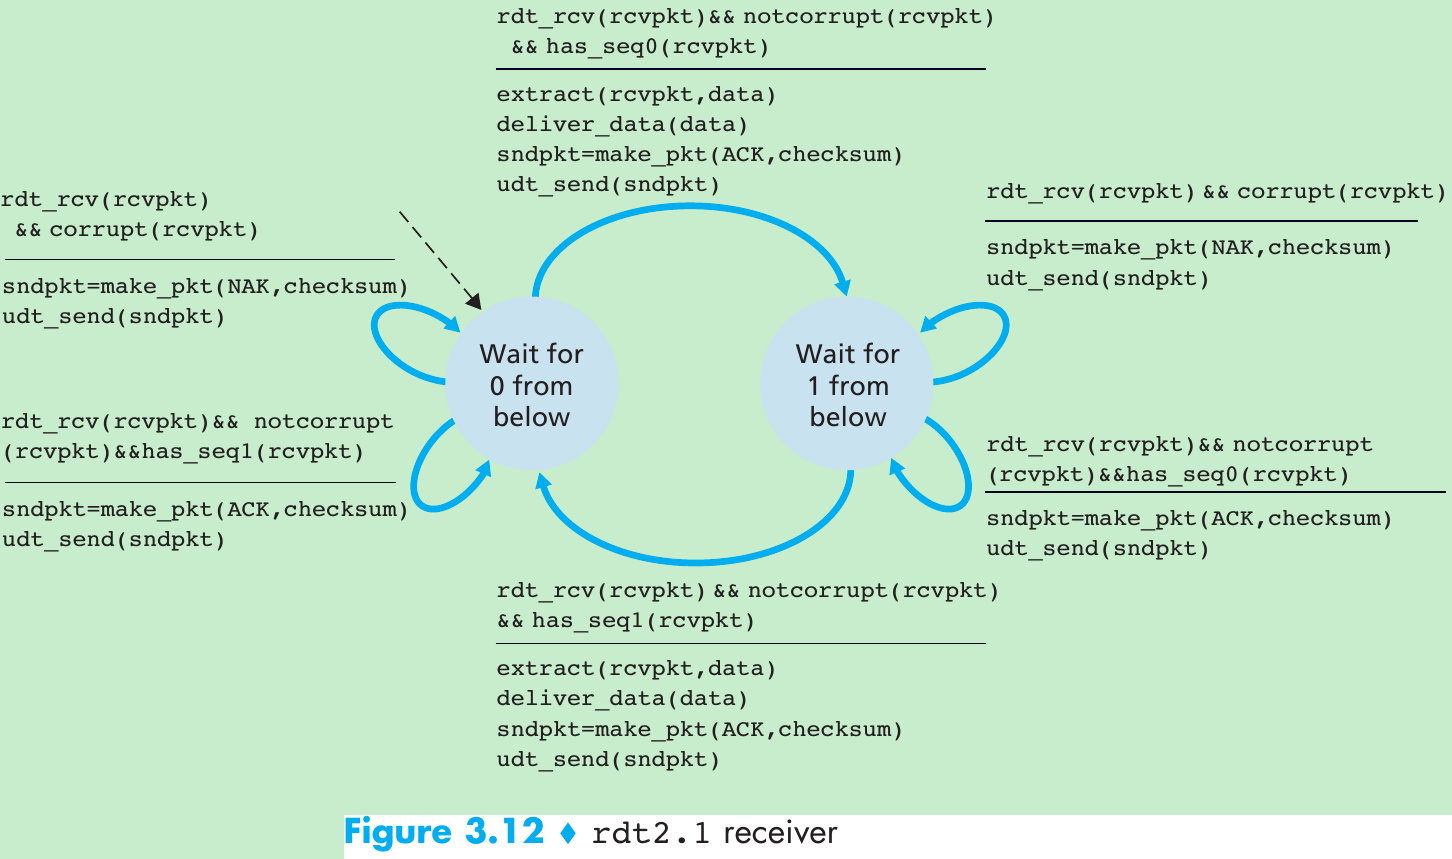 rdt_rcv(rcvpkt)&& notcorrupt(rcvpkt)
&& has_seq0(rcvpkt)
extract(rcvpkt,data)
deliver_data(data)
sndpkt=make_pkt(ACK,checksum)
udt_send(sndpkt)
rdt_rcv(rcvpkt)
&& corrupt(rcvpkt)
sndpkt=make_pkt(NAK,checksum)
udt_send(sndpkt)
rdt_rcv(rcvpkt) && corrupt(rcvpkt)
sndpkt=make_pkt(NAK,checksum)
udt_send(sndpkt)
Wait for
0 from
below
Wait for
1 from
below
rdt_rcv(rcvpkt)&& notcorrupt
(rcvpkt)&&has_seq1(rcvpkt)
sndpkt=make_pkt(ACK,checksum)
udt_send(sndpkt)
rdt_rcv(rcvpkt)&& notcorrupt
(rcvpkt)&&has_seq0(rcvpkt)
sndpkt=make_pkt(ACK,checksum)
udt_send(sndpkt)
rdt_rcv(rcvpkt) && notcorrupt(rcvpkt)
&& has_seq1(rcvpkt)
extract(rcvpkt,data)
deliver_data(data)
sndpkt=make_pkt(ACK,checksum)
udt_send(sndpkt)
Figure 3.12 ♦ rdt2.1 receiver